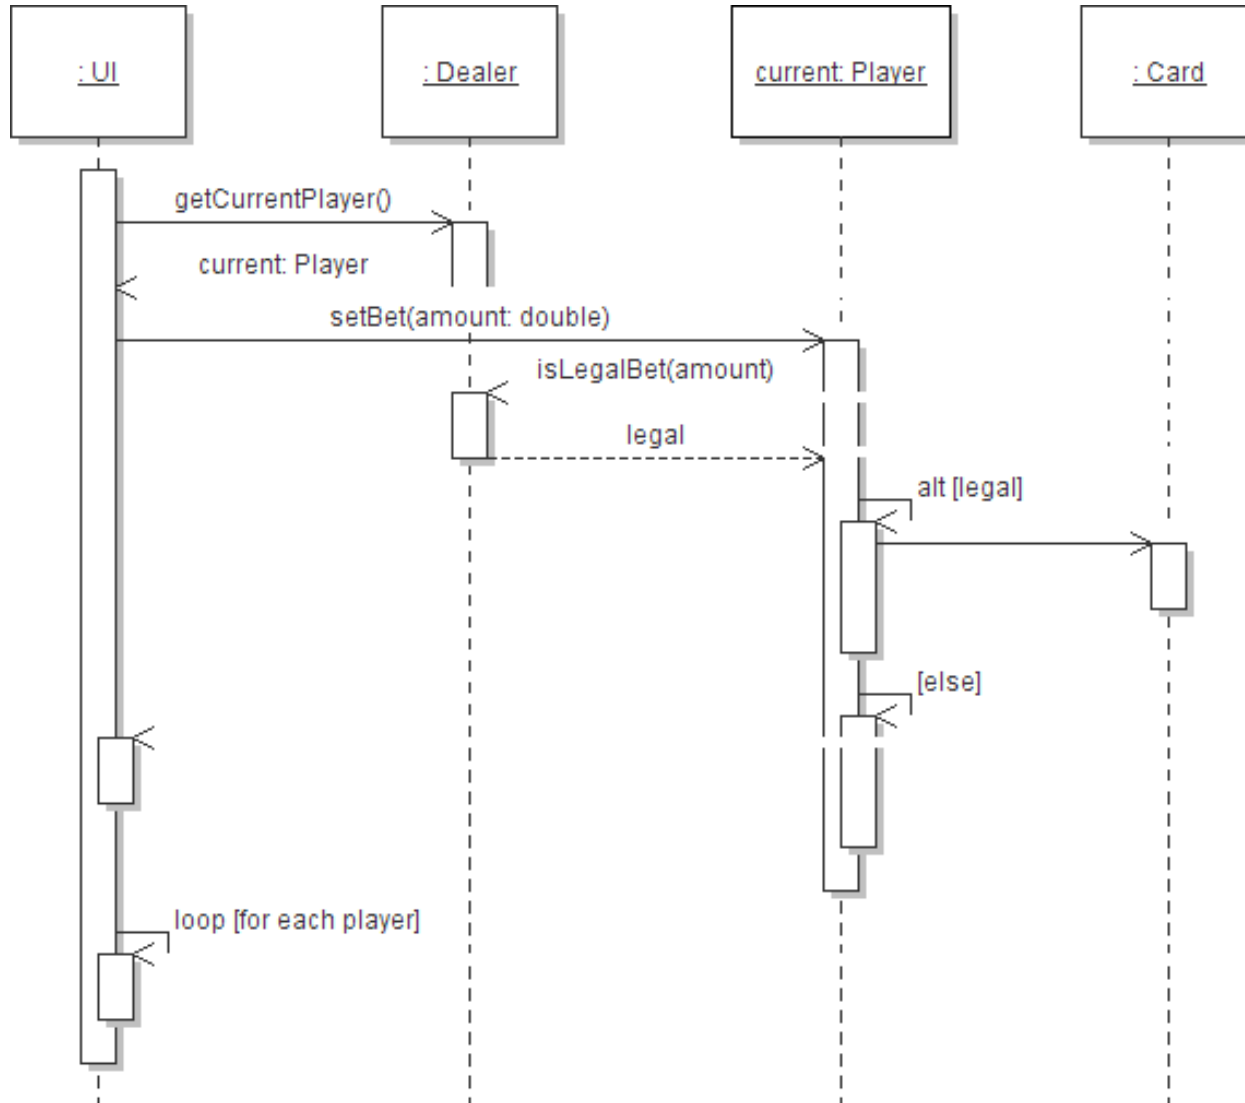 : UI
: Dealer
current: Player
: Card
getCurrentPlayer()
current: Player
setBet(amount: double)
isLegalBet(amount)
legal
alt [legal]
[else]
loop [for each player]